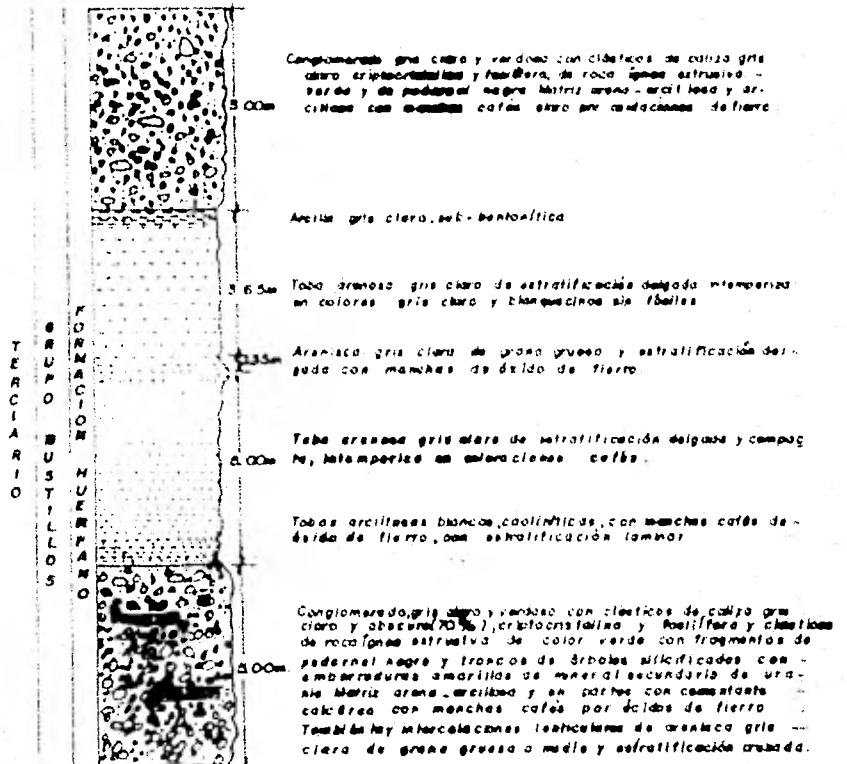 Conglomerado gris claro y verdoso con clásticos de caliza gris
claro criptocristalina y fosilífera, de roca ígnea extrusiva -
verde y de pedernal negro Matriz areno-arcillosa y ar-
cillosa con manchas cafés claro por oxidaciones de fierro
5.00m
Arcilla gris clara, sub-bentonítica
3.65m
Toba arenosa gris claro de estratificación delgada intemperiza
en colores gris claro y blanquecinos sin fósiles
Arenisca gris clara de grano grueso y estratificación del-
gada con manchas de óxido de fierro
Toba arenosa gris clara de estratificación delgada y compac
ta, intemperiza en coloraciones cafés.
5.00m
Tobas arcillosas blancas, caoliníticas, con manchas cafés de -
óxido de fierro, con estratificación laminar
Conglomerado, gris claro y verdoso con clásticos de caliza gris
claro y obscuro (70%), criptocristalina y fosilífera y clásticos
de roca ígnea extrusiva de color verde con fragmentos de
pedernal negro y troncos de árboles silicificados con -
emborraduras amarillas de mineral secundario de ura-
nio Matriz areno-arcillosa y en partes con cementante -
calcáreo con manchas cafés por óxidos de fierro
También hay intercalaciones lenticulares de arenisca gris -
clara de grano grueso a medio y estratificación cruzada.
5.00m
TERCIARIO
GRUPO BUSTILLOS
FORMACION HUERFANO